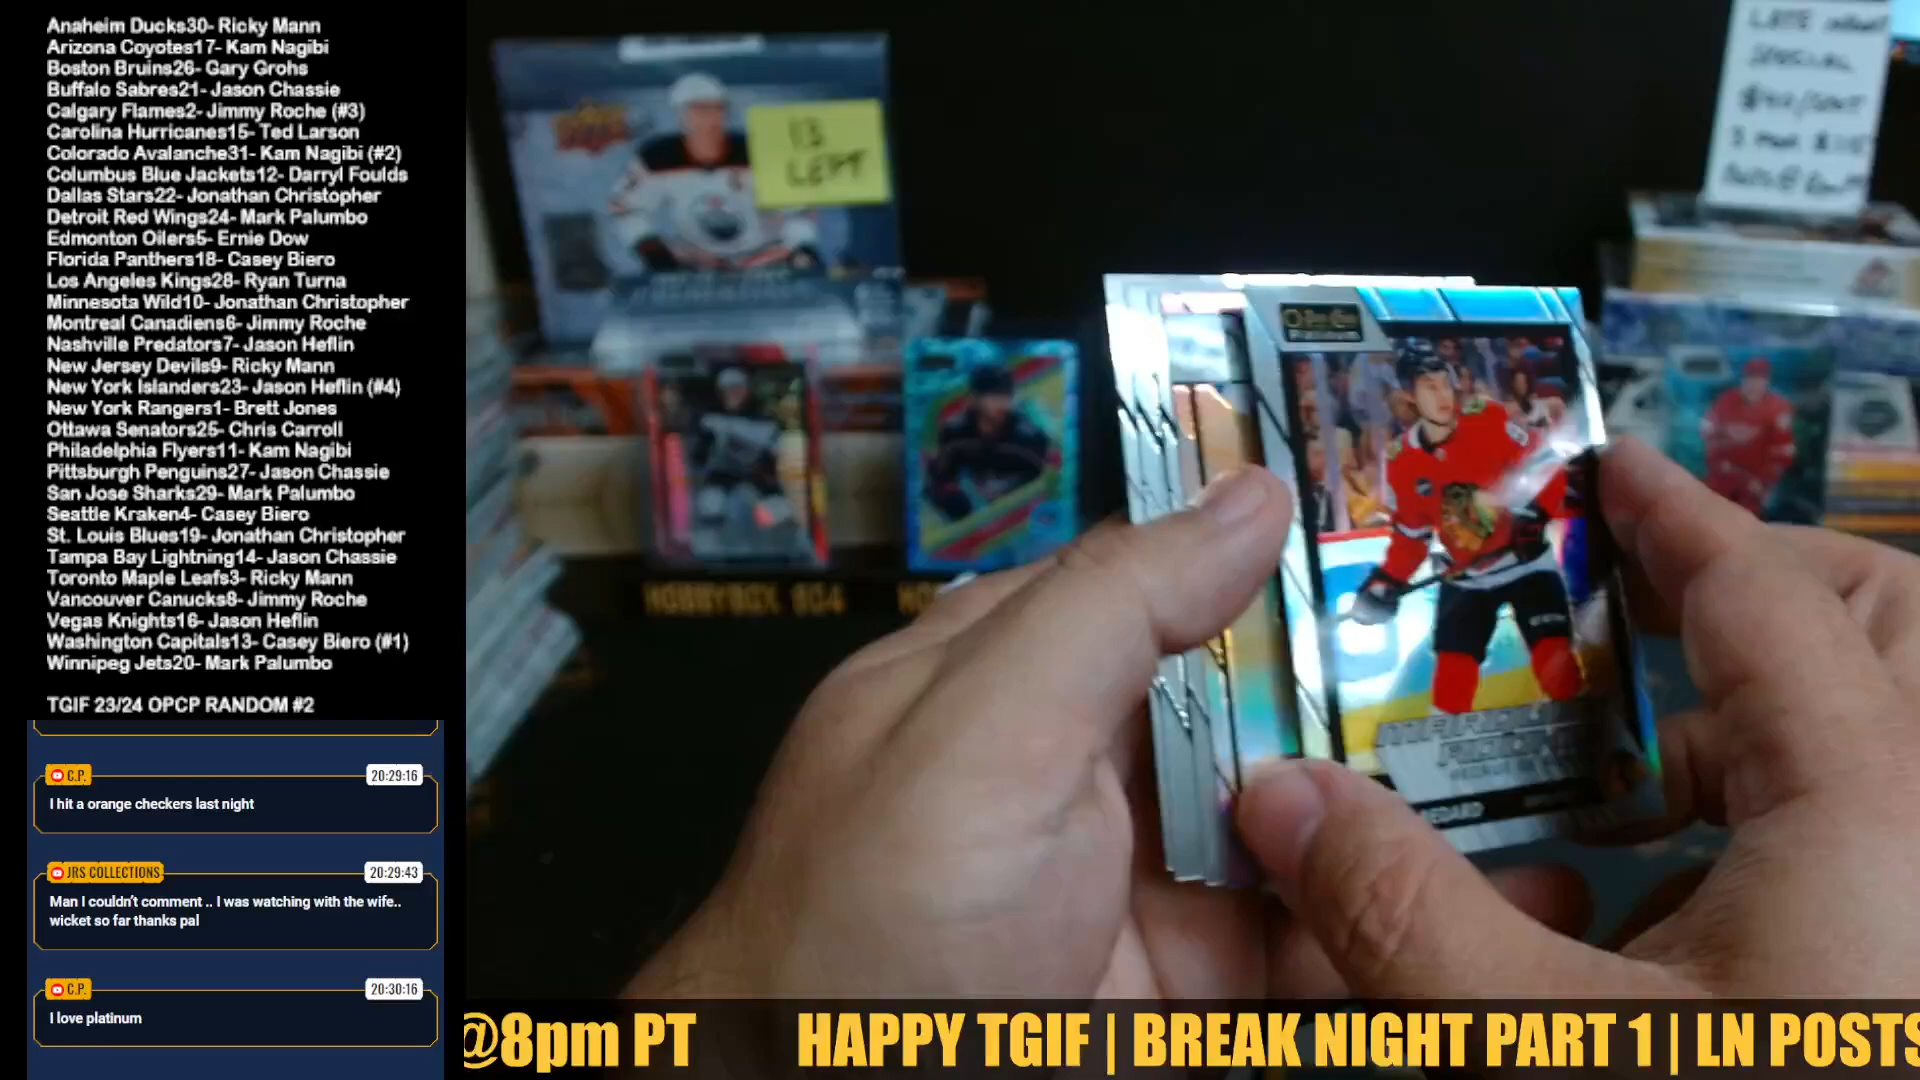 Anaheim Ducks30- Ricky Mann
Arizona Coyotes17- Kam Nagibi
Boston Bruins26- Gary Grohs
Buffalo Sabres21- Jason Chassie
Calgary Flames2- Jimmy Roche (#3)
Carolina Hurricanes15- Ted Larson
Colorado Avalanche31- Kam Nagibi (#2)
Columbus Blue Jackets12- Darryl Foulds
Dallas Stars22- Jonathan Christopher
Detroit Red Wings24- Mark Palumbo
Edmonton Oilers5- Ernie Dow
Florida Panthers18- Casey Biero
Los Angeles Kings28- Ryan Turna
Minnesota Wild10- Jonathan Christopher
Montreal Canadiens6- Jimmy Roche
Nashville Predators7- Jason Heflin
New Jersey Devils9- Ricky Mann
New York Islanders23- Jason Heflin (#4)
New York Rangers1- Brett Jones
Ottawa Senators25- Chris Carroll
Philadelphia Flyers11- Kam Nagibi
Pittsburgh Penguins27- Jason Chassie
San Jose Sharks29- Mark Palumbo
Seattle Kraken4- Casey Biero
St. Louis Blues19- Jonathan Christopher
Tampa Bay Lightning14- Jason Chassie
Toronto Maple Leafs3- Ricky Mann
Vancouver Canucks8- Jimmy Roche
Vegas Knights16- Jason Heflin
Washington Capitals13- Casey Biero (#1)
Winnipeg Jets20- Mark Palumbo
TGIF 23/24 OPCP RANDOM #2
C.P. 20:29:16
I hit a orange checkers last night
JRS COLLECTIONS 20:29:43
Man I couldn't comment .. I was watching with the wife..
wicket so far thanks pal
C.P. 20:30:16
I love platinum
13
LEFT
LATE NIGHT
SPECIAL
HOBBYBOX 604
Platinum
@8pm PT HAPPY TGIF | BREAK NIGHT PART 1 | LN POSTS